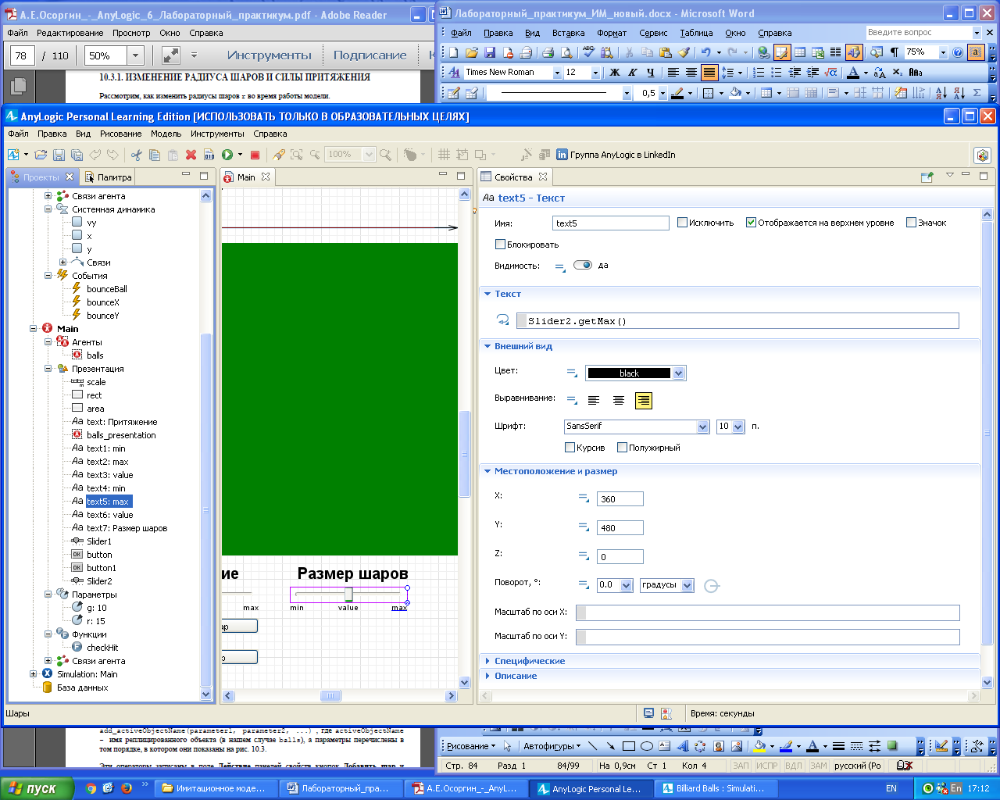 А.Е.Осоргин_-_AnyLogic_6_Лабораторный_практикум.pdf - Adobe Reader
Файл Редактирование Просмотр Окно Справка
78 / 110 50% Инструменты Подписание
10.3.1. ИЗМЕНЕНИЕ РАДИУСА ШАРОВ И СИЛЫ ПРИТЯЖЕНИЯ
Рассмотрим, как изменить радиусы шаров r во время работы модели.
Лабораторный_практикум_ИМ_новый.docx - Microsoft Word
Файл Правка Вид Вставка Формат Сервис Таблица Окно Справка Введите вопрос
75%
Times New Roman 12 Ж К Ч
0,5
AnyLogic Personal Learning Edition [ИСПОЛЬЗОВАТЬ ТОЛЬКО В ОБРАЗОВАТЕЛЬНЫХ ЦЕЛЯХ]
Файл Правка Вид Рисование Модель Инструменты Справка
100% Группа AnyLogic в LinkedIn
Проекты Палитра
Связи агента
Системная динамика
vy
x
y
Связи
События
bounceBall
bounceX
bounceY
Main
Агенты
balls
Презентация
scale
rect
area
text: Притяжение
balls_presentation
text1: min
text2: max
text3: value
text4: min
text5: max
text6: value
text7: Размер шаров
Slider1
button
button1
Slider2
Параметры
g: 10
r: 15
Функции
checkHit
Связи агента
Simulation: Main
База данных
Main
ие Размер шаров
max min value max
ар
р
Свойства
text5 - Текст
Имя: text5 Исключить Отображается на верхнем уровне Значок
Блокировать
Видимость: да
Текст
Slider2.getMax()
Внешний вид
Цвет: black
Выравнивание:
Шрифт: SansSerif 10 п.
Курсив Полужирный
Местоположение и размер
X: 360
Y: 480
Z: 0
Поворот, °: 0.0 градусы
Масштаб по оси X:
Масштаб по оси Y:
Специфические
Описание
Шары Время: секунды
add_activeObjectName(parameter1, parameter2, ...) , где activeObjectName
– имя реплицированного объекта (в нашем случае balls), а параметры перечислены в
том порядке, в котором они показаны на рис. 10.3.
Эти операторы записаны в поле Действие панелей свойств кнопок Добавить шар и
Рисование Автофигуры
Стр. 84 Разд 1 84/99 На 0,9см Ст 1 Кол 4 ЗАП ИСПР ВДЛ ЗАМ русский (Ро
пуск Имитационное моде... Лабораторный_пра... А.Е.Осоргин_-_AnyL... AnyLogic Personal Le... Billiard Balls : Simulati... EN En 17:12